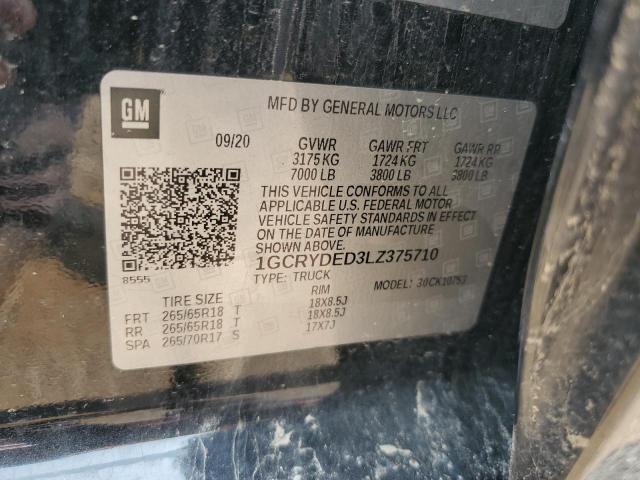 GM
MFD BY GENERAL MOTORS LLC
09/20 GVWR GAWR FRT GAWR RR
3175 KG 1724 KG 1724 KG
7000 LB 3800 LB 3800 LB
THIS VEHICLE CONFORMS TO ALL
APPLICABLE U.S. FEDERAL MOTOR
VEHICLE SAFETY STANDARDS IN EFFECT
ON THE DATE OF MANUFACTURE
SHOWN ABOVE.
8555 1GCRYDED3LZ375710
TYPE: TRUCK MODEL: 30CK10753
TIRE SIZE RIM
FRT 265/65R18 T 18X8.5J
RR 265/65R18 T 18X8.5J
SPA 265/70R17 S 17X7J